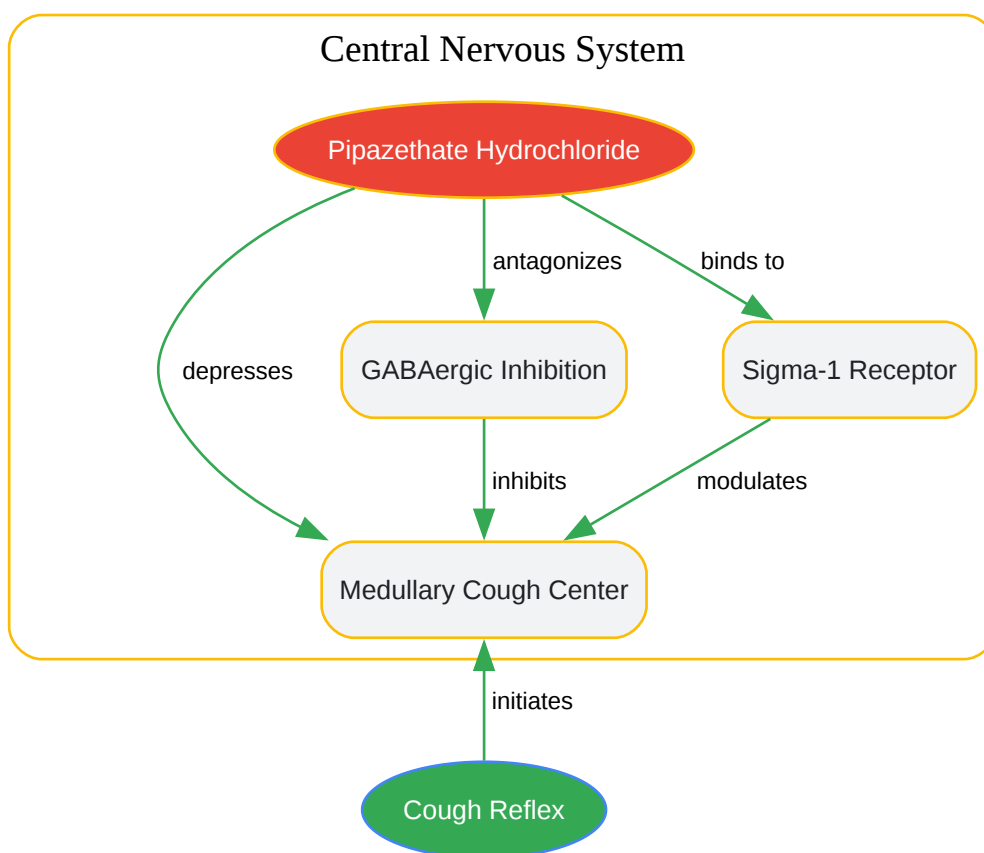 Central Nervous System
Pipazethate Hydrochloride
antagonizes
binds to
GABAergic Inhibition
Sigma-1 Receptor
depresses
inhibits
modulates
Medullary Cough Center
initiates
Cough Reflex